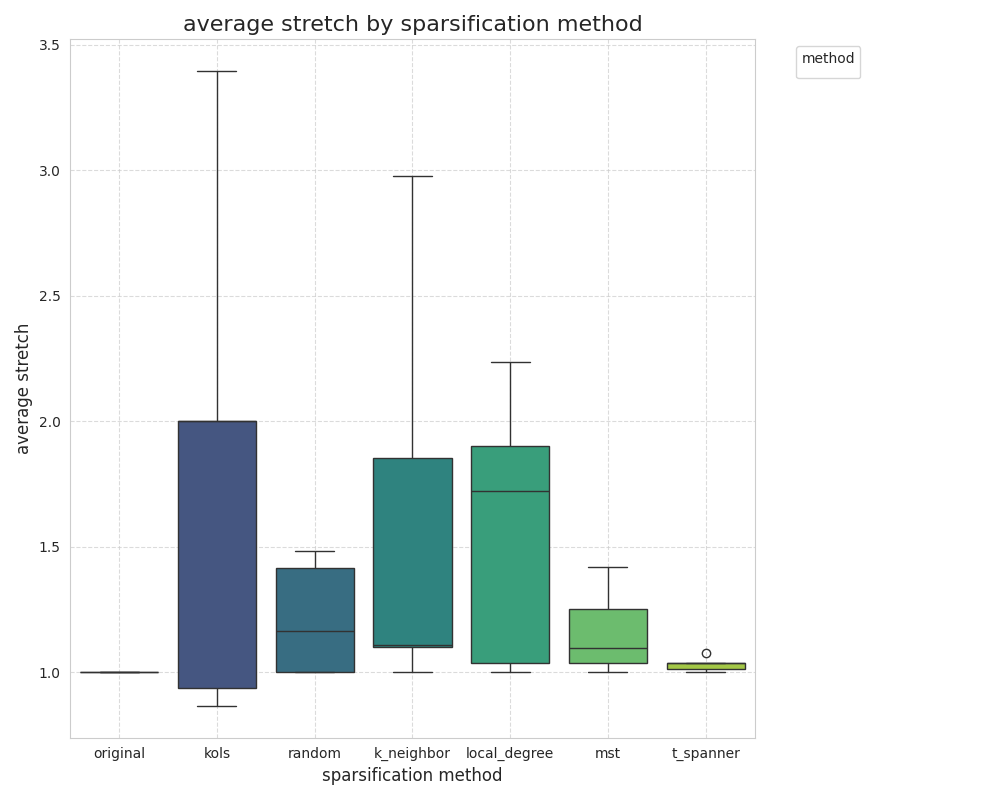 average stretch by sparsification method
method
average stretch
3.5
3.0
2.5
2.0
1.5
1.0
original kols random k_neighbor local_degree mst t_spanner
sparsification method